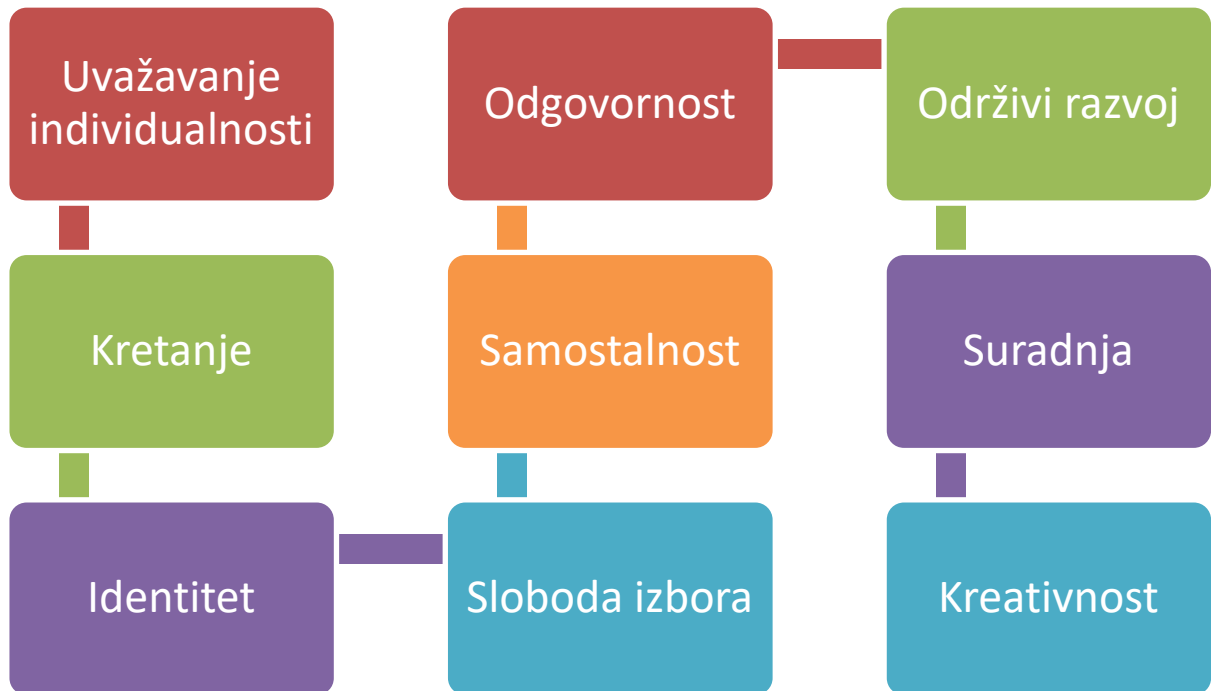 Uvažavanje
individualnosti
Kretanje
Identitet
Sloboda izbora
Samostalnost
Odgovornost
Održivi razvoj
Suradnja
Kreativnost